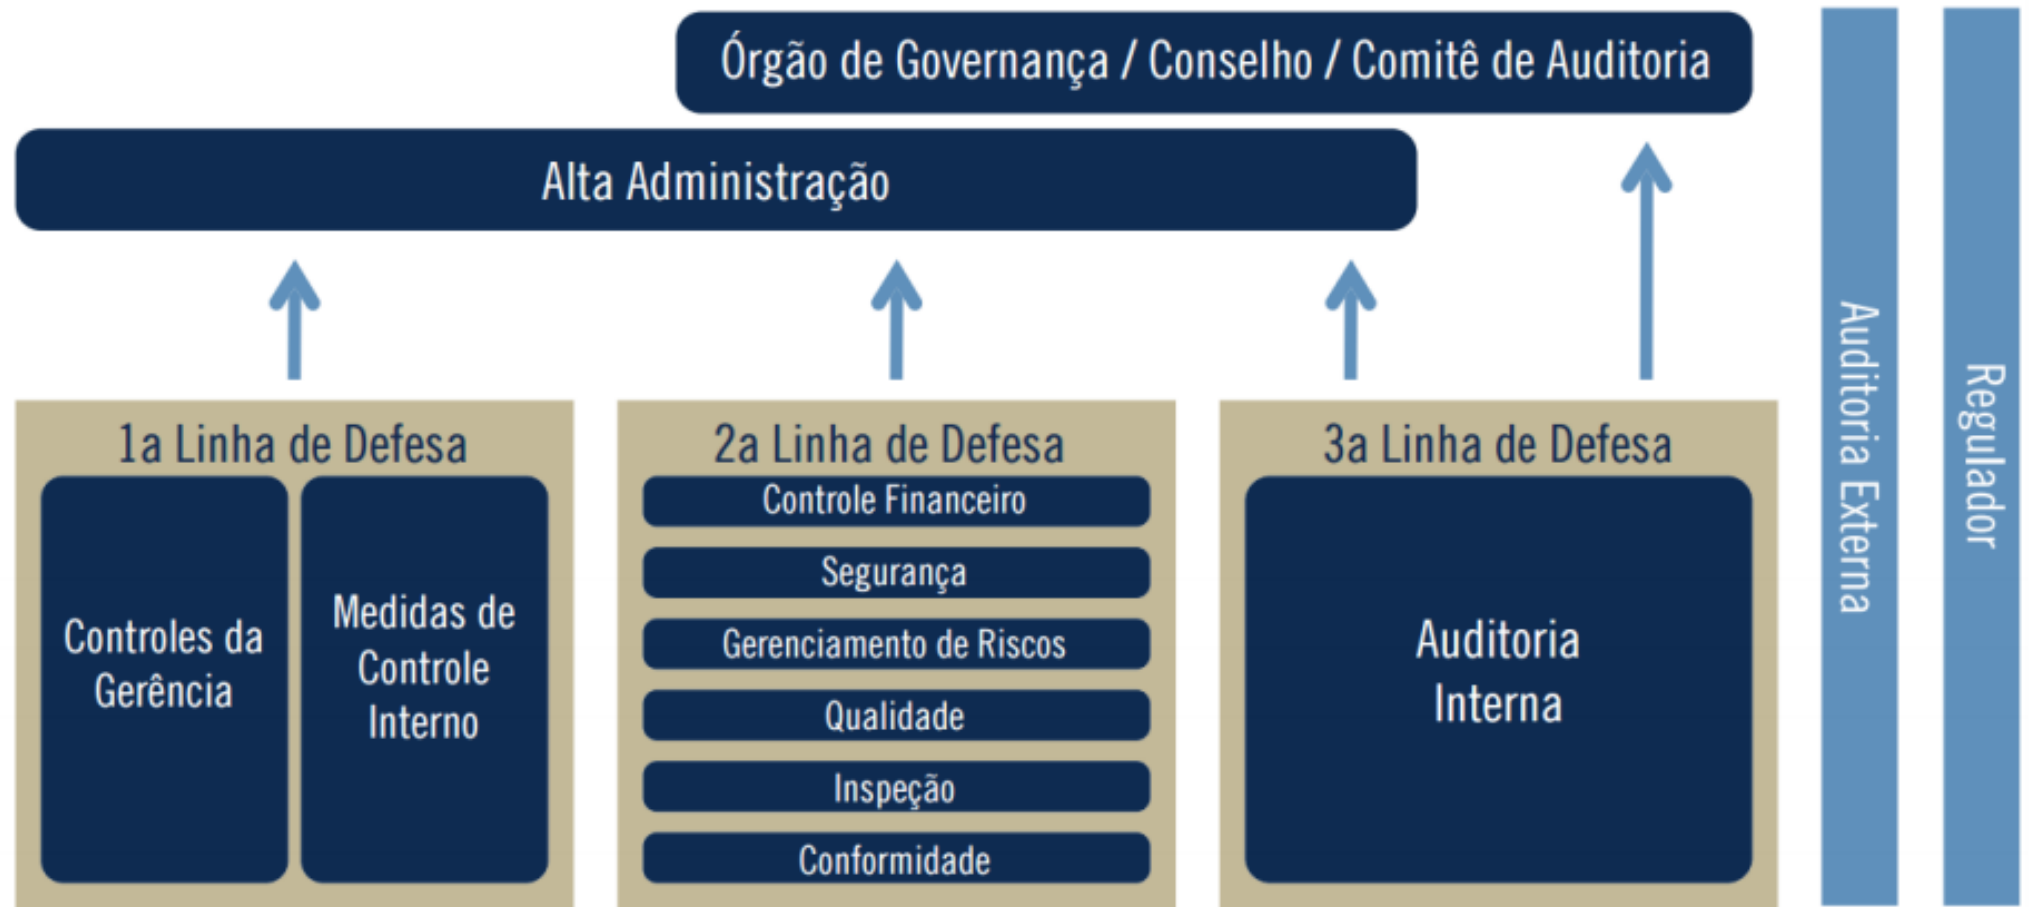 Órgão de Governança / Conselho / Comitê de Auditoria
Alta Administração
1a Linha de Defesa
Controles da
Gerência
Medidas de
Controle
Interno
2a Linha de Defesa
Controle Financeiro
Segurança
Gerenciamento de Riscos
Qualidade
Inspeção
Conformidade
3a Linha de Defesa
Auditoria
Interna
Auditoria Externa
Regulador